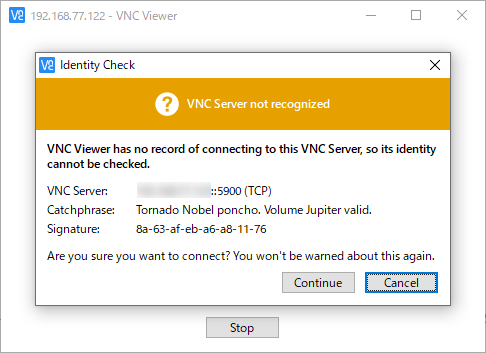 192.168.77.122 - VNC Viewer
Identity Check
VNC Server not recognized
VNC Viewer has no record of connecting to this VNC Server, so its identity
cannot be checked.
VNC Server: ::5900 (TCP)
Catchphrase: Tornado Nobel poncho. Volume Jupiter valid.
Signature: 8a-63-af-eb-a6-a8-11-76
Are you sure you want to connect? You won't be warned about this again.
Continue Cancel
Stop